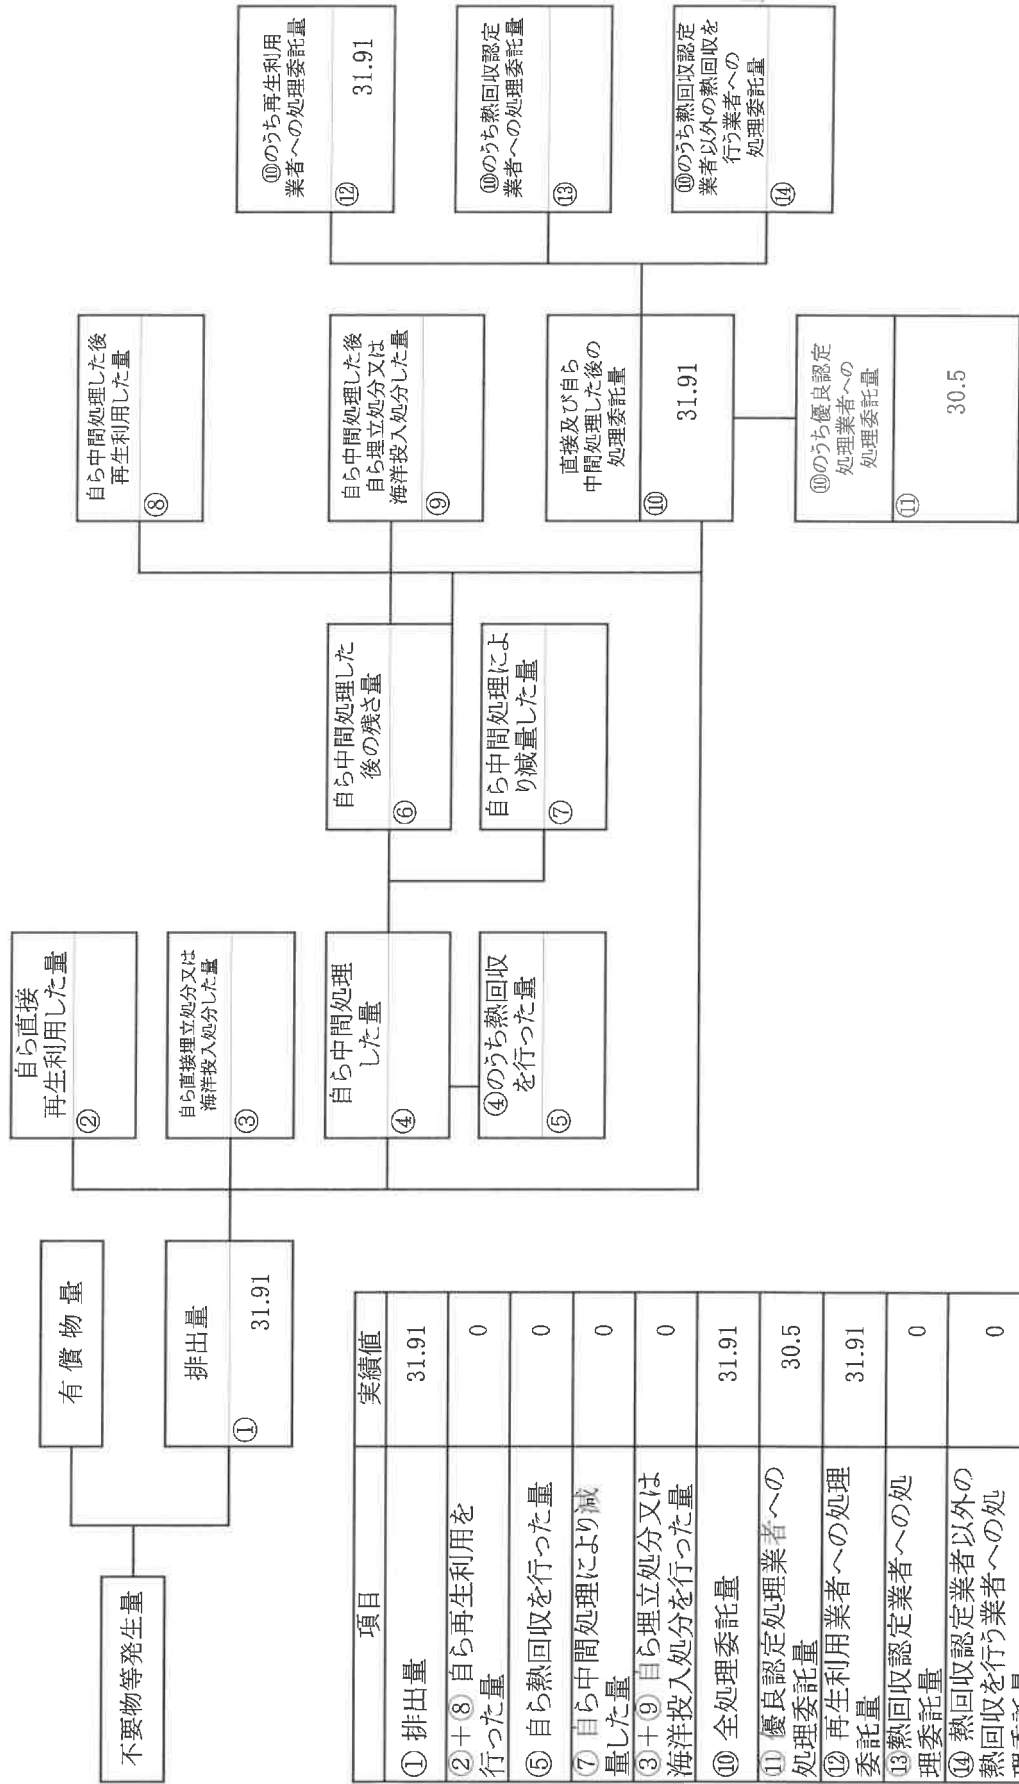 不要物等発生量
有償物量
排出量
①
31.91
自ら直接
再生利用した量
②
自ら直接埋立処分又は
海洋投入処分した量
③
自ら中間処理
した量
④
④のうち熱回収
を行った量
⑤
自ら中間処理した
後の残さ量
⑥
自ら中間処理によ
り減量した量
⑦
自ら中間処理した後
再生利用した量
⑧
自ら中間処理した後
自ら埋立処分又は
海洋投入処分した量
⑨
直接及び自ら
中間処理した後の
処理委託量
⑩
31.91
⑩のうち優良認定
処理業者への
処理委託量
⑪
30.5
⑩のうち再生利用
業者への処理委託量
⑫
31.91
⑩のうち熱回収認定
業者への処理委託量
⑬
⑩のうち熱回収認定
業者以外の熱回収を
行う業者への
処理委託量
⑭
項目 実績値
① 排出量 31.91
②+⑧ 自ら再生利用を
行った量 0
⑤ 自ら熱回収を行った量 0
⑦ 自ら中間処理により減
量した量 0
③+⑨ 自ら埋立処分又は
海洋投入処分を行った量 0
⑩ 全処理委託量 31.91
⑪ 優良認定処理業者への
処理委託量 30.5
⑫ 再生利用業者への処理
委託量 31.91
⑬ 熱回収認定業者への処
理委託量 0
⑭ 熱回収認定業者以外の
熱回収を行う業者への処
理委託量 0